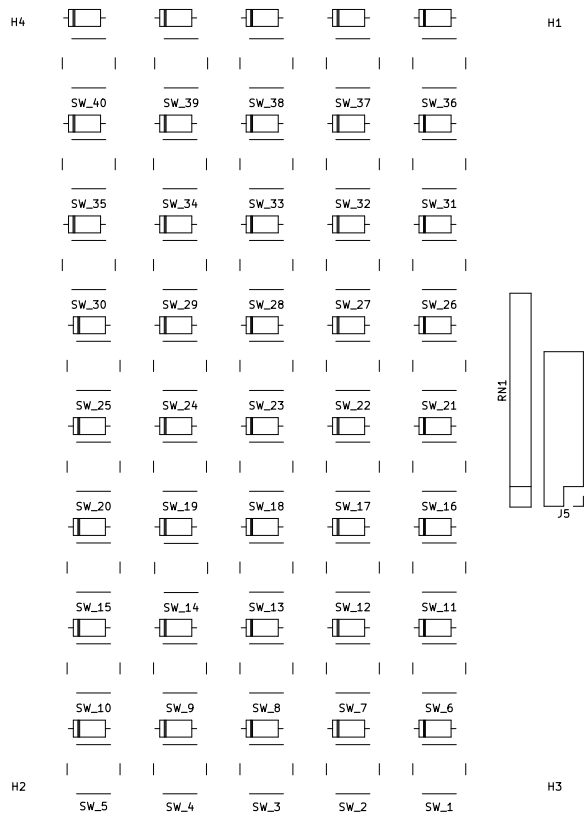 H4 H1
SW_40 SW_39 SW_38 SW_37 SW_36
SW_35 SW_34 SW_33 SW_32 SW_31
SW_30 SW_29 SW_28 SW_27 SW_26
RN1
SW_25 SW_24 SW_23 SW_22 SW_21
SW_20 SW_19 SW_18 SW_17 SW_16
J5
SW_15 SW_14 SW_13 SW_12 SW_11
SW_10 SW_9 SW_8 SW_7 SW_6
H2 H3
SW_5 SW_4 SW_3 SW_2 SW_1